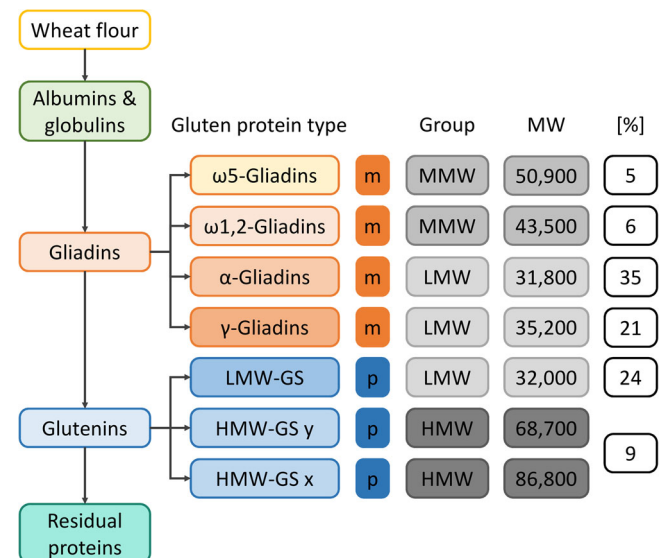 Wheat flour
Albumins &
globulins
Gluten protein type Group MW [%]
ω5-Gliadins m MMW 50,900 5
ω1,2-Gliadins m MMW 43,500 6
Gliadins
α-Gliadins m LMW 31,800 35
γ-Gliadins m LMW 35,200 21
LMW-GS p LMW 32,000 24
Glutenins
HMW-GS y p HMW 68,700
9
HMW-GS x p HMW 86,800
Residual
proteins